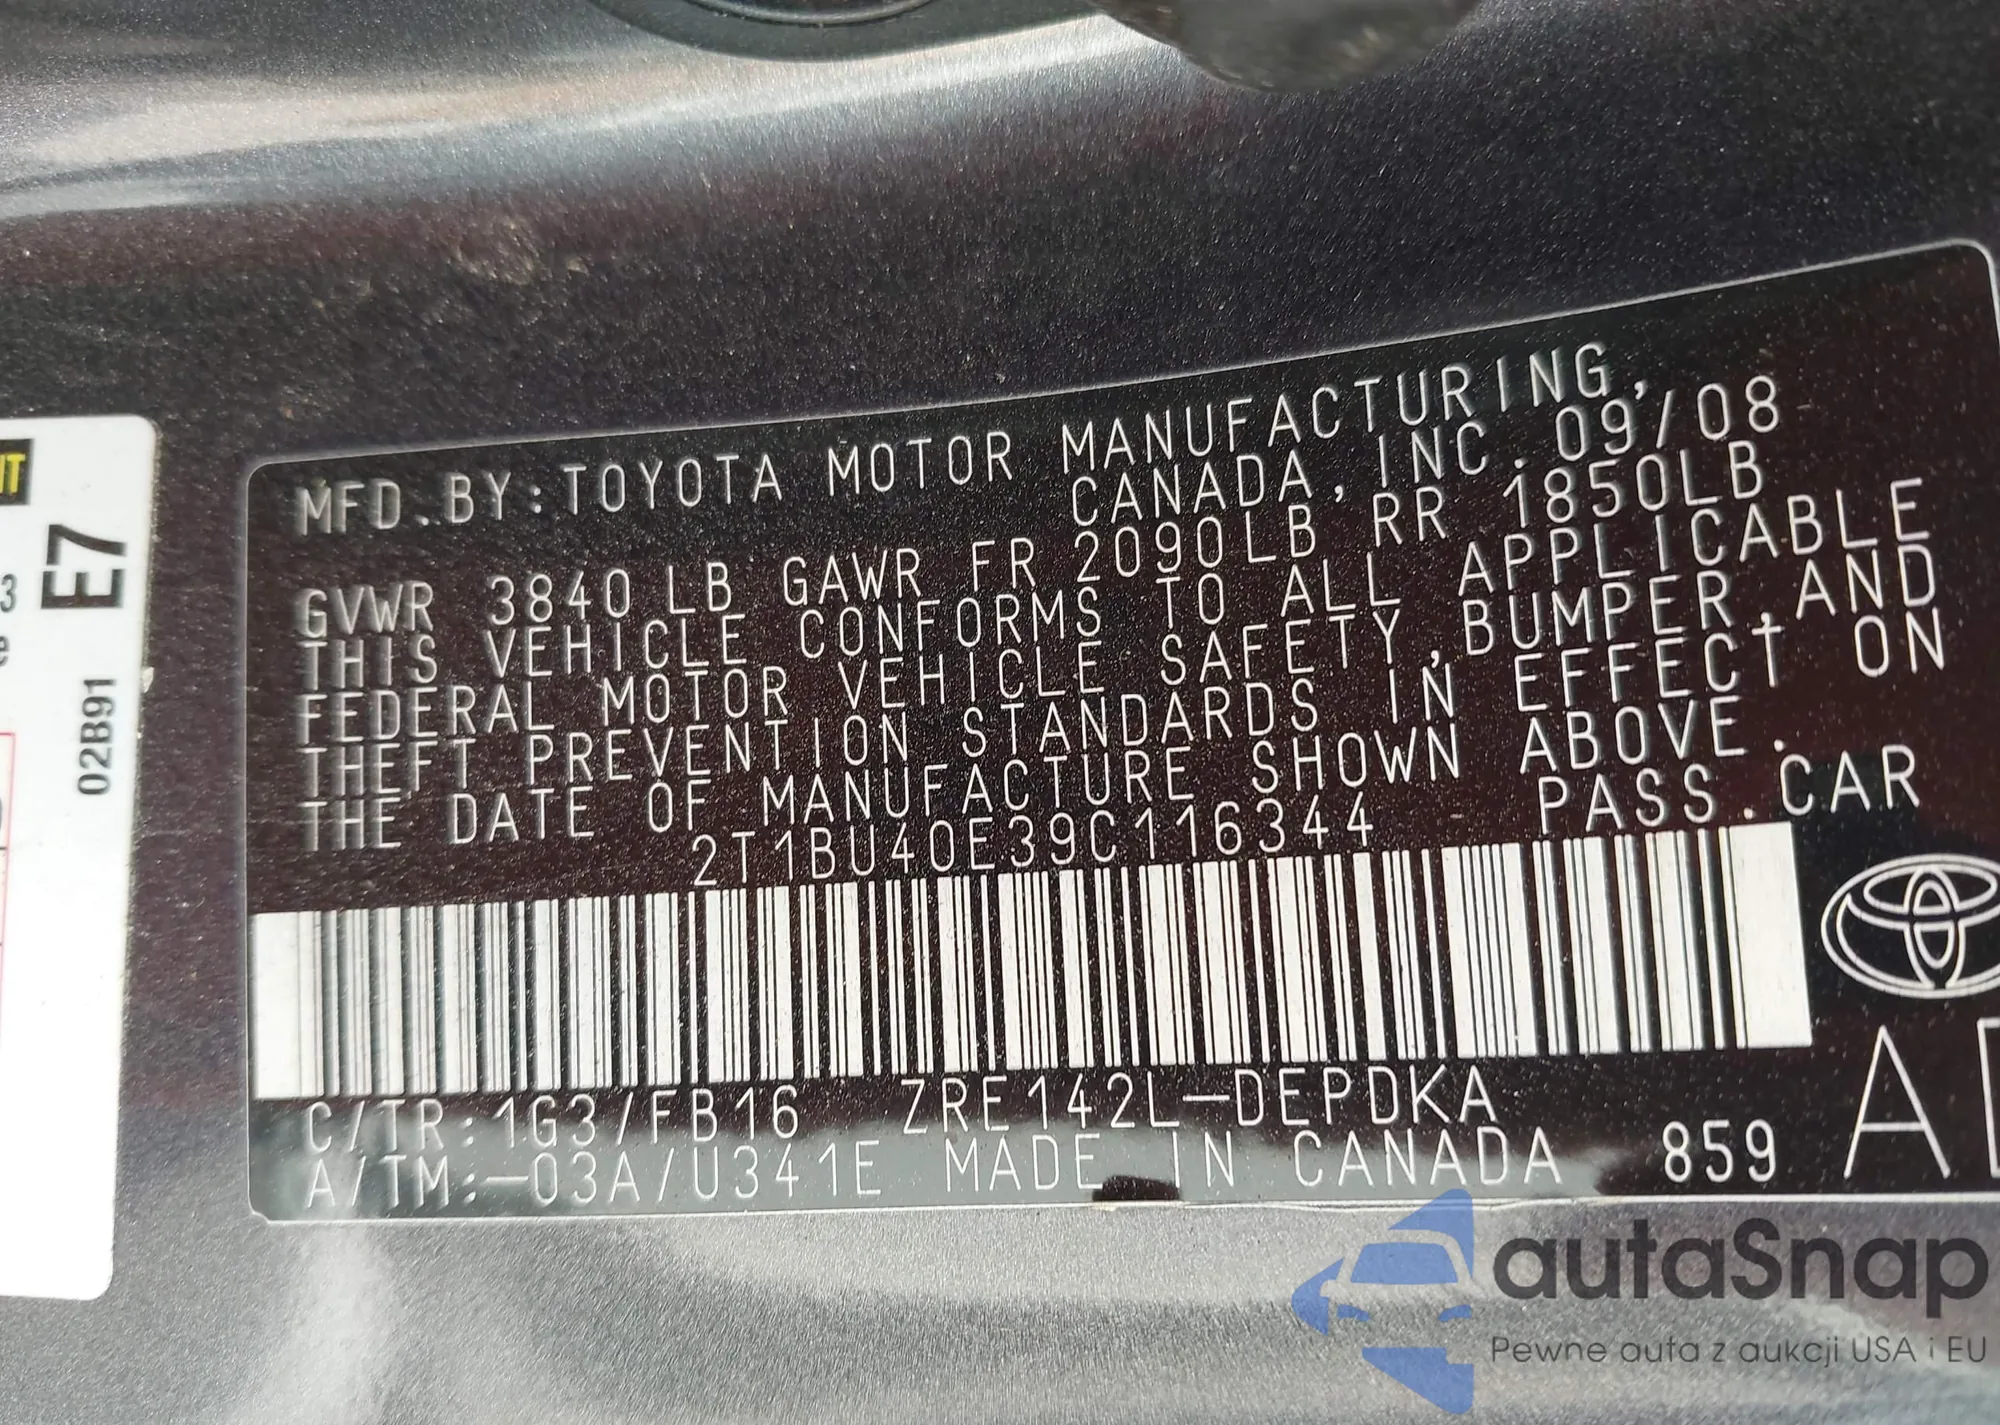 MFD. BY: TOYOTA MOTOR MANUFACTURING,
CANADA, INC. 09/08
GVWR 3840 LB GAWR FR 2090LB RR 1850LB
THIS VEHICLE CONFORMS TO ALL APPLICABLE
FEDERAL MOTOR VEHICLE SAFETY, BUMPER, AND
THEFT PREVENTION STANDARDS IN EFFECT ON
THE DATE OF MANUFACTURE SHOWN ABOVE.
2T1BU40E39C116344 PASS. CAR
C/TR: 1G3/FB16 ZRE142L-DEPDKA
A/TM:-03A/U341E MADE IN CANADA 859
A
E7
02B91
3
e
autaSnap
Pewne auta z aukcji USA i EU